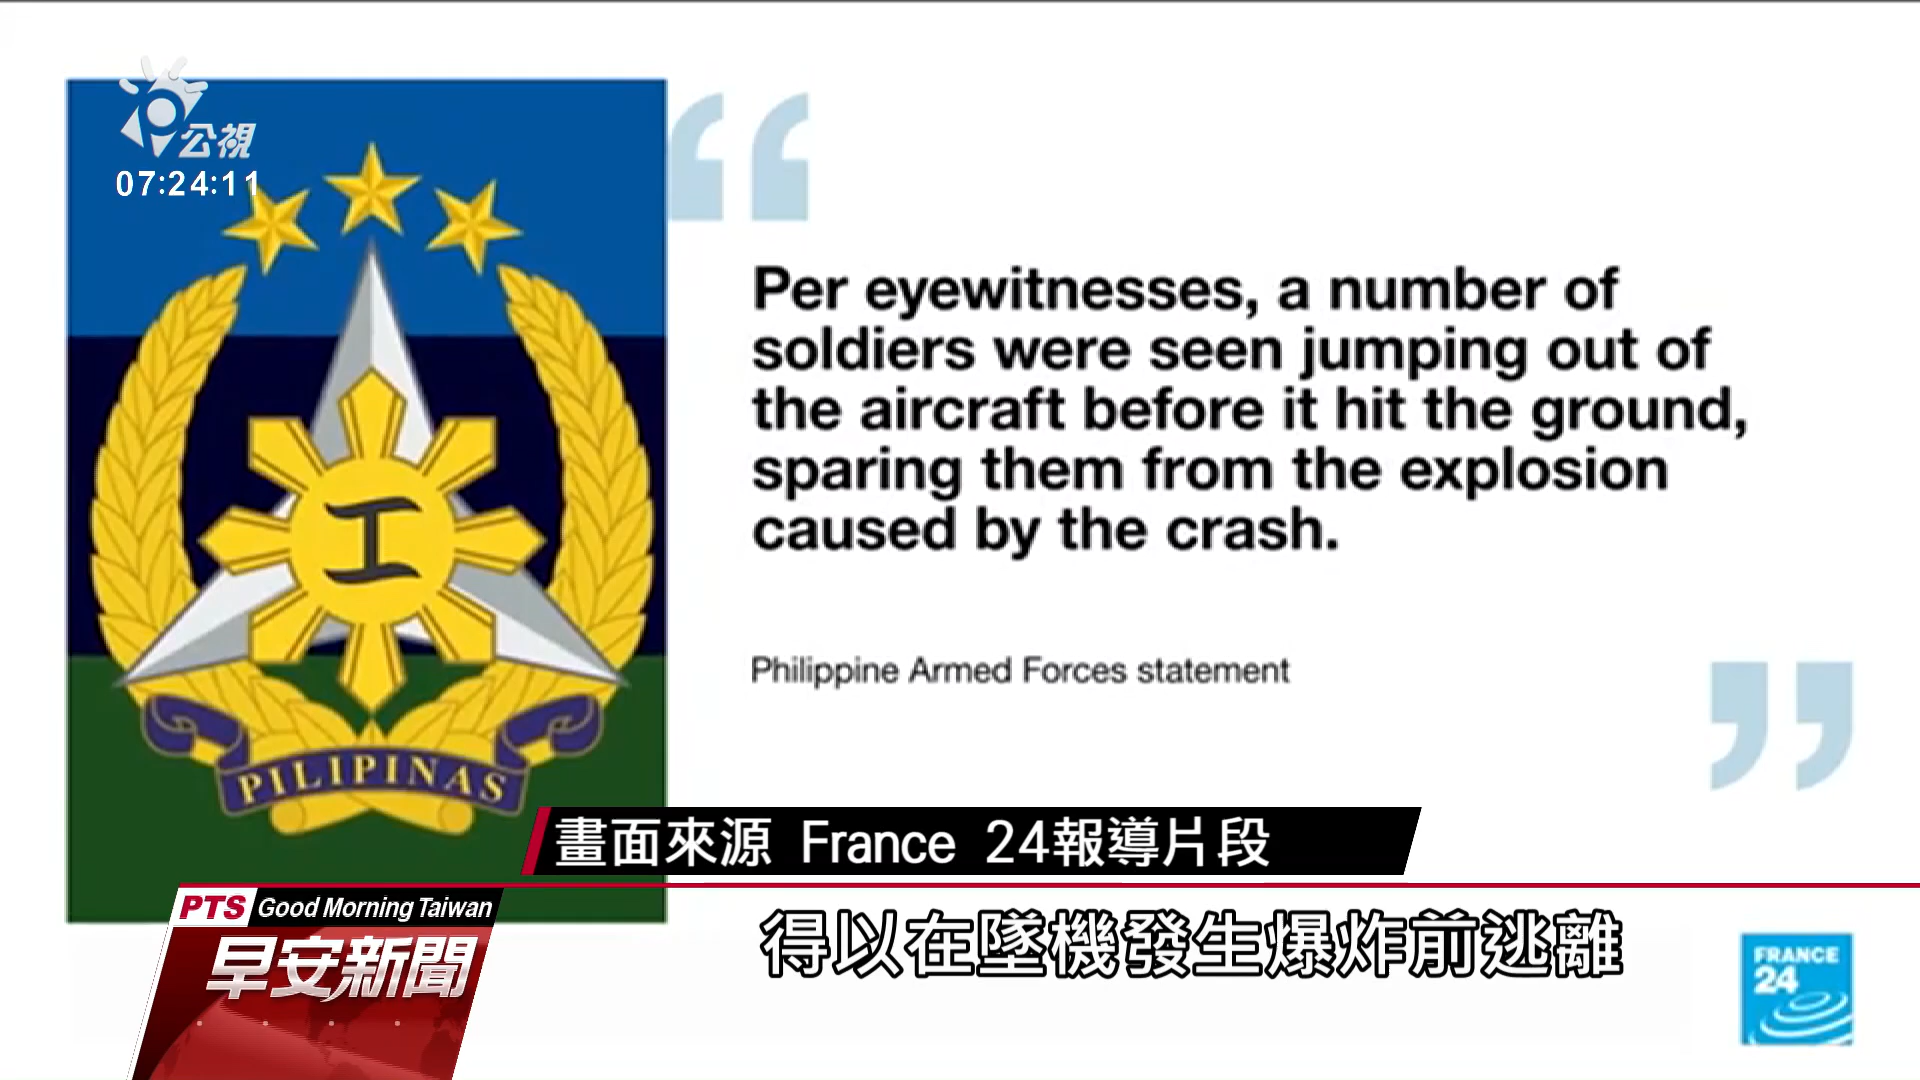 公視
07:24:11
Per eyewitnesses, a number of
soldiers were seen jumping out of
the aircraft before it hit the ground,
sparing them from the explosion
caused by the crash.
Philippine Armed Forces statement
PILIPINAS
畫面來源 France 24報導片段
PTS Good Morning Taiwan
早安新聞
得以在墜機發生爆炸前逃離
FRANCE
24